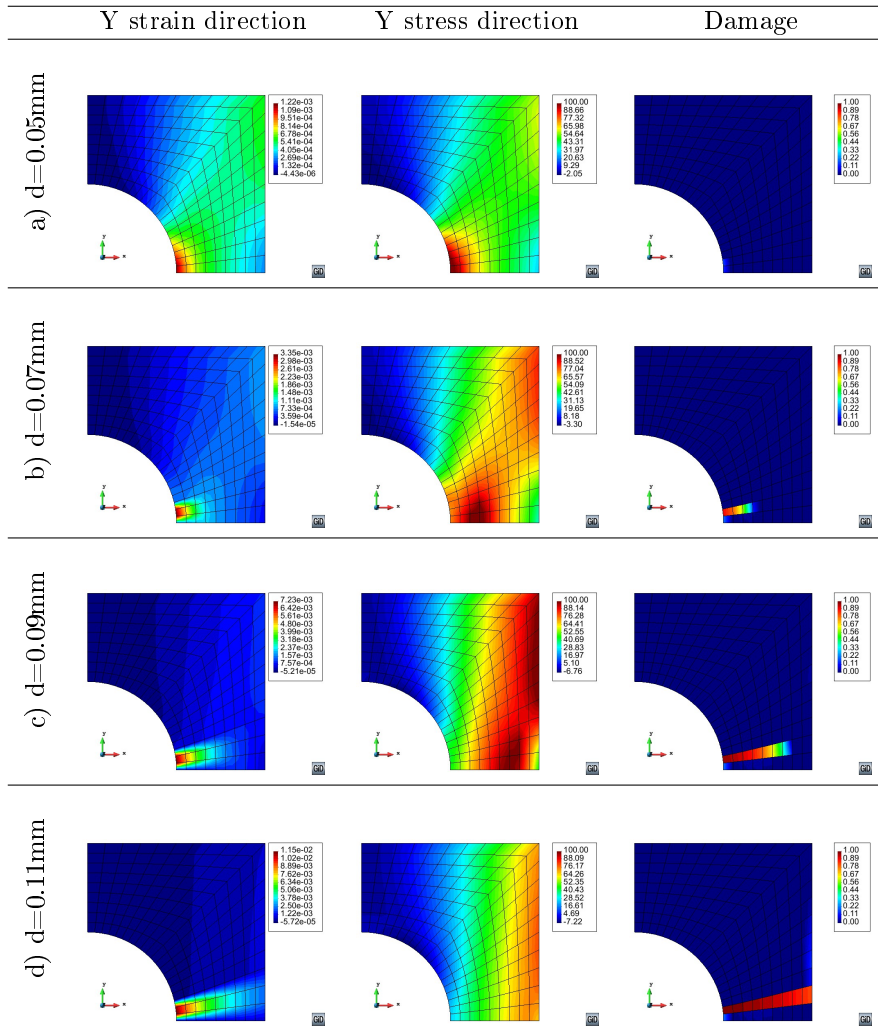 Y strain direction Y stress direction Damage
a) d=0.05mm
1.22e-03
1.09e-03
9.51e-04
8.14e-04
6.78e-04
5.41e-04
4.05e-04
2.69e-04
1.32e-04
-4.43e-06
y
x
GiD
100.00
88.66
77.32
65.98
54.64
43.31
31.97
20.63
9.29
-2.05
y
x
GiD
1.00
0.89
0.78
0.67
0.56
0.44
0.33
0.22
0.11
0.00
y
x
GiD
b) d=0.07mm
3.35e-03
2.98e-03
2.61e-03
2.23e-03
1.86e-03
1.48e-03
1.11e-03
7.33e-04
3.59e-04
-1.54e-05
y
x
GiD
100.00
88.52
77.04
65.57
54.09
42.61
31.13
19.65
8.18
-3.30
y
x
GiD
1.00
0.89
0.78
0.67
0.56
0.44
0.33
0.22
0.11
0.00
y
x
GiD
c) d=0.09mm
7.23e-03
6.42e-03
5.61e-03
4.80e-03
3.99e-03
3.18e-03
2.37e-03
1.57e-03
7.57e-04
-5.21e-05
y
x
GiD
100.00
88.14
76.28
64.41
52.55
40.69
28.83
16.97
5.10
-6.76
y
x
GiD
1.00
0.89
0.78
0.67
0.56
0.44
0.33
0.22
0.11
0.00
y
x
GiD
d) d=0.11mm
1.15e-02
1.02e-02
8.89e-03
7.62e-03
6.34e-03
5.06e-03
3.78e-03
2.50e-03
1.22e-03
-5.72e-05
y
x
GiD
100.00
88.09
76.17
64.26
52.35
40.43
28.52
16.61
4.69
-7.22
y
x
GiD
1.00
0.89
0.78
0.67
0.56
0.44
0.33
0.22
0.11
0.00
y
x
GiD